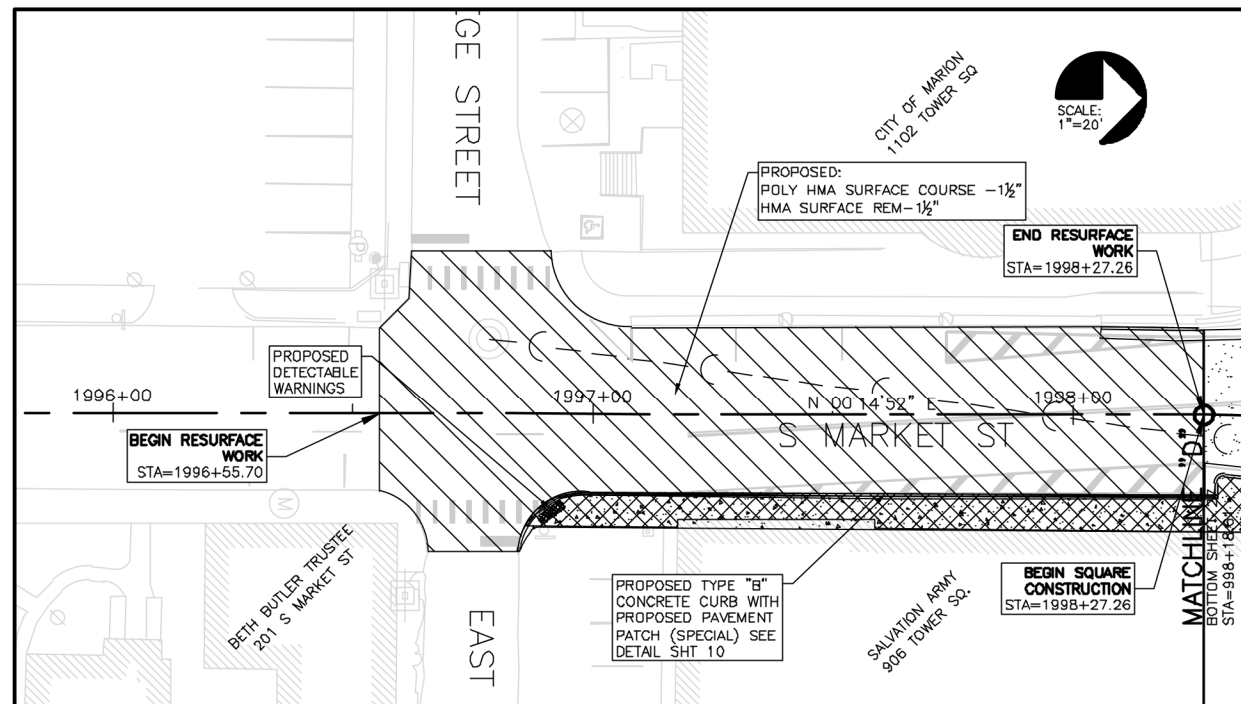 GE STREET
CITY OF MARION
1102 TOWER SQ
SCALE:
1"=20'
PROPOSED:
POLY HMA SURFACE COURSE -1½"
HMA SURFACE REM-1½"
END RESURFACE
WORK
STA=1998+27.26
PROPOSED
DETECTABLE
WARNINGS
1996+00
1997+00
1998+00
N 00 14'52" E
S MARKET ST
BEGIN RESURFACE
WORK
STA=1996+55.70
M
BETH BUTLER TRUSTEE
201 S MARKET ST
EAST
PROPOSED TYPE "B"
CONCRETE CURB WITH
PROPOSED PAVEMENT
PATCH (SPECIAL) SEE
DETAIL SHT 10
SALVATION ARMY
906 TOWER SQ.
BEGIN SQUARE
CONSTRUCTION
STA=1998+27.26
MATCHLINE "D"
BOTTOM SHEET